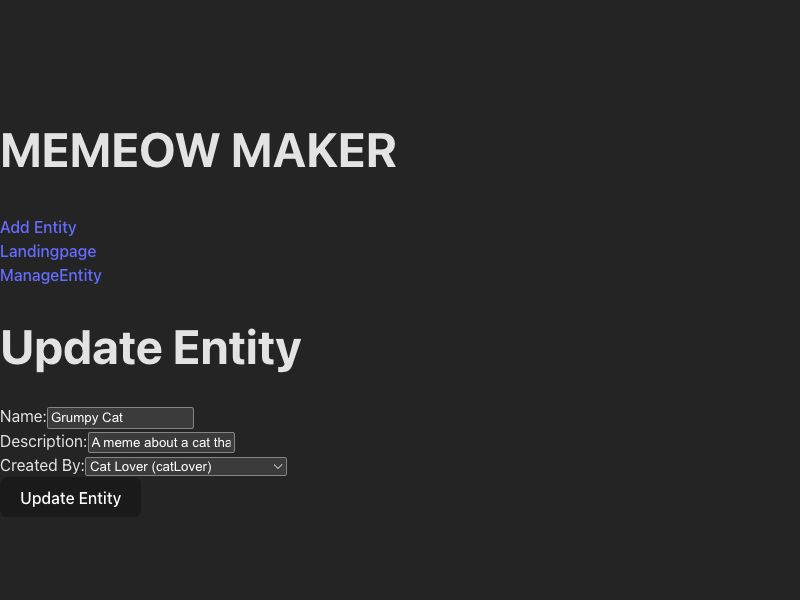 MEMEOW MAKER
Add Entity
Landingpage
ManageEntity
Update Entity
Name: Grumpy Cat
Description: A meme about a cat tha
Created By: Cat Lover (catLover)
Update Entity